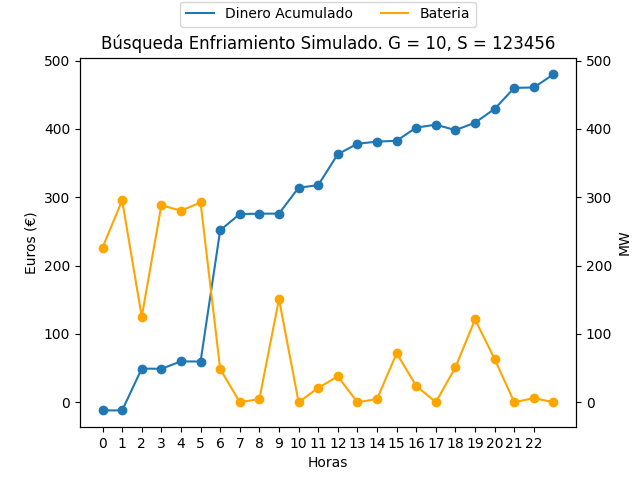 Dinero Acumulado Bateria
Búsqueda Enfriamiento Simulado. G = 10, S = 123456
500 500
400 400
300 300
200 200
100 100
0 0
Euros (€)
MW
0 1 2 3 4 5 6 7 8 9 10 11 12 13 14 15 16 17 18 19 20 21 22
Horas